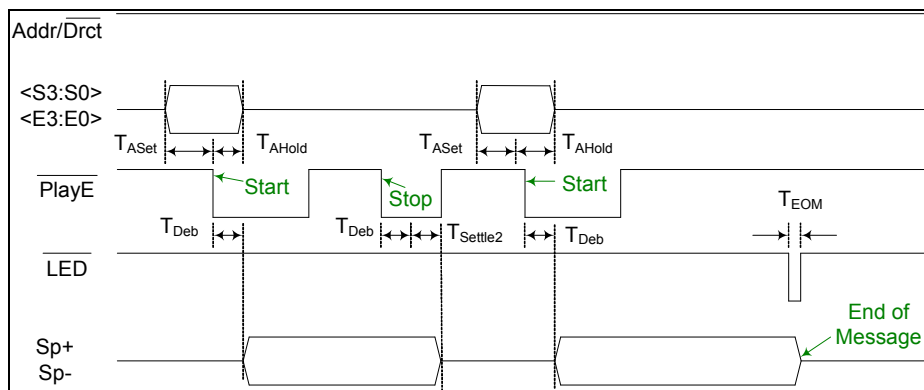 Addr/Drct
<S3:S0>
<E3:E0>
TASet
TAHold
TASet
TAHold
PlayE
Start
Stop
Start
TDeb
TDeb
TSettle2
TDeb
TEOM
LED
Sp+
Sp-
End of
Message